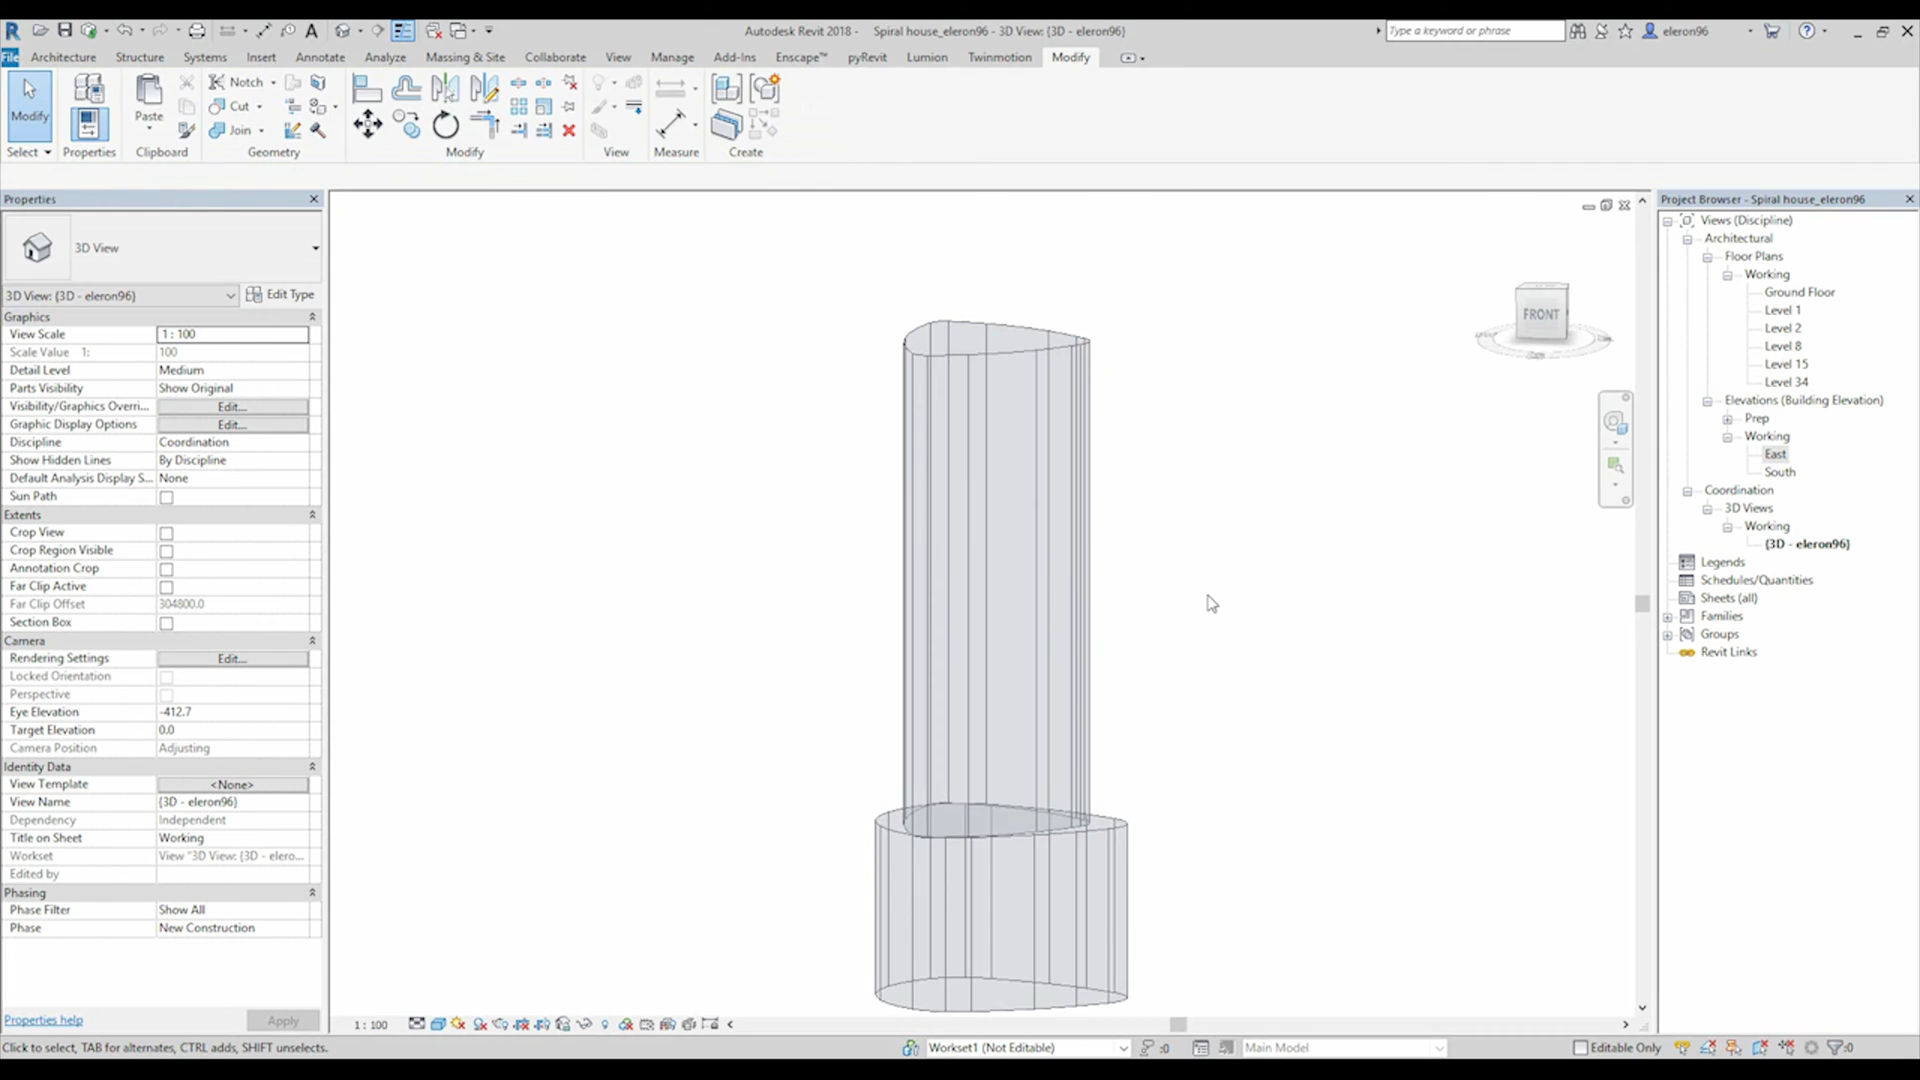 Autodesk Revit 2018 - Spiral house_eleron96 - 3D View: {3D - eleron96}
Type a keyword or phrase
eleron96
File
Architecture
Structure
Systems
Insert
Annotate
Analyze
Massing & Site
Collaborate
View
Manage
Add-Ins
Enscape™
pyRevit
Lumion
Twinmotion
Modify
Modify
Paste
Notch
Cut
Join
Select
Properties
Clipboard
Geometry
Modify
View
Measure
Create
Properties
3D View
3D View: {3D - eleron96}
Edit Type
Graphics
View Scale 1 : 100
Scale Value 1: 100
Detail Level Medium
Parts Visibility Show Original
Visibility/Graphics Overri... Edit...
Graphic Display Options Edit...
Discipline Coordination
Show Hidden Lines By Discipline
Default Analysis Display S... None
Sun Path
Extents
Crop View
Crop Region Visible
Annotation Crop
Far Clip Active
Far Clip Offset 304800.0
Section Box
Camera
Rendering Settings Edit...
Locked Orientation
Perspective
Eye Elevation -412.7
Target Elevation 0.0
Camera Position Adjusting
Identity Data
View Template <None>
View Name {3D - eleron96}
Dependency Independent
Title on Sheet Working
Workset View "3D View: {3D - elero...
Edited by
Phasing
Phase Filter Show All
Phase New Construction
Properties help
Apply
FRONT
Project Browser - Spiral house_eleron96
Views (Discipline)
Architectural
Floor Plans
Working
Ground Floor
Level 1
Level 2
Level 8
Level 15
Level 34
Elevations (Building Elevation)
Prep
Working
East
South
Coordination
3D Views
Working
{3D - eleron96}
Legends
Schedules/Quantities
Sheets (all)
Families
Groups
Revit Links
1 : 100
Click to select, TAB for alternates, CTRL adds, SHIFT unselects.
Workset1 (Not Editable)
:0
Main Model
Editable Only
:0